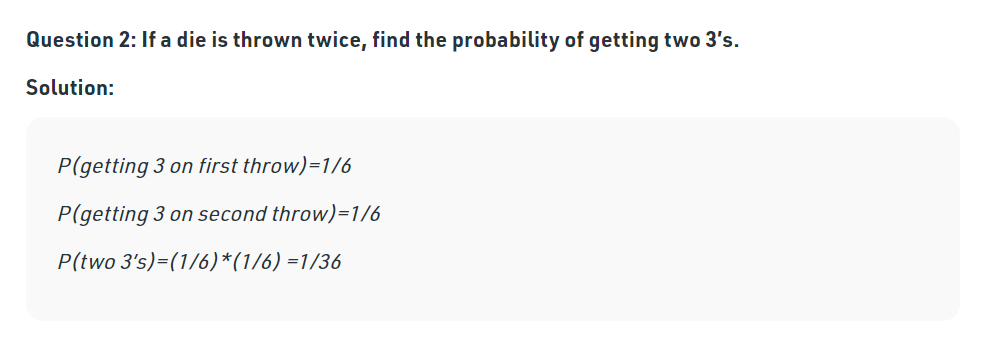 Question 2: If a die is thrown twice, find the probability of getting two 3’s.
Solution:
P(getting 3 on first throw)=1/6
P(getting 3 on second throw)=1/6
P(two 3's)=(1/6)*(1/6) =1/36